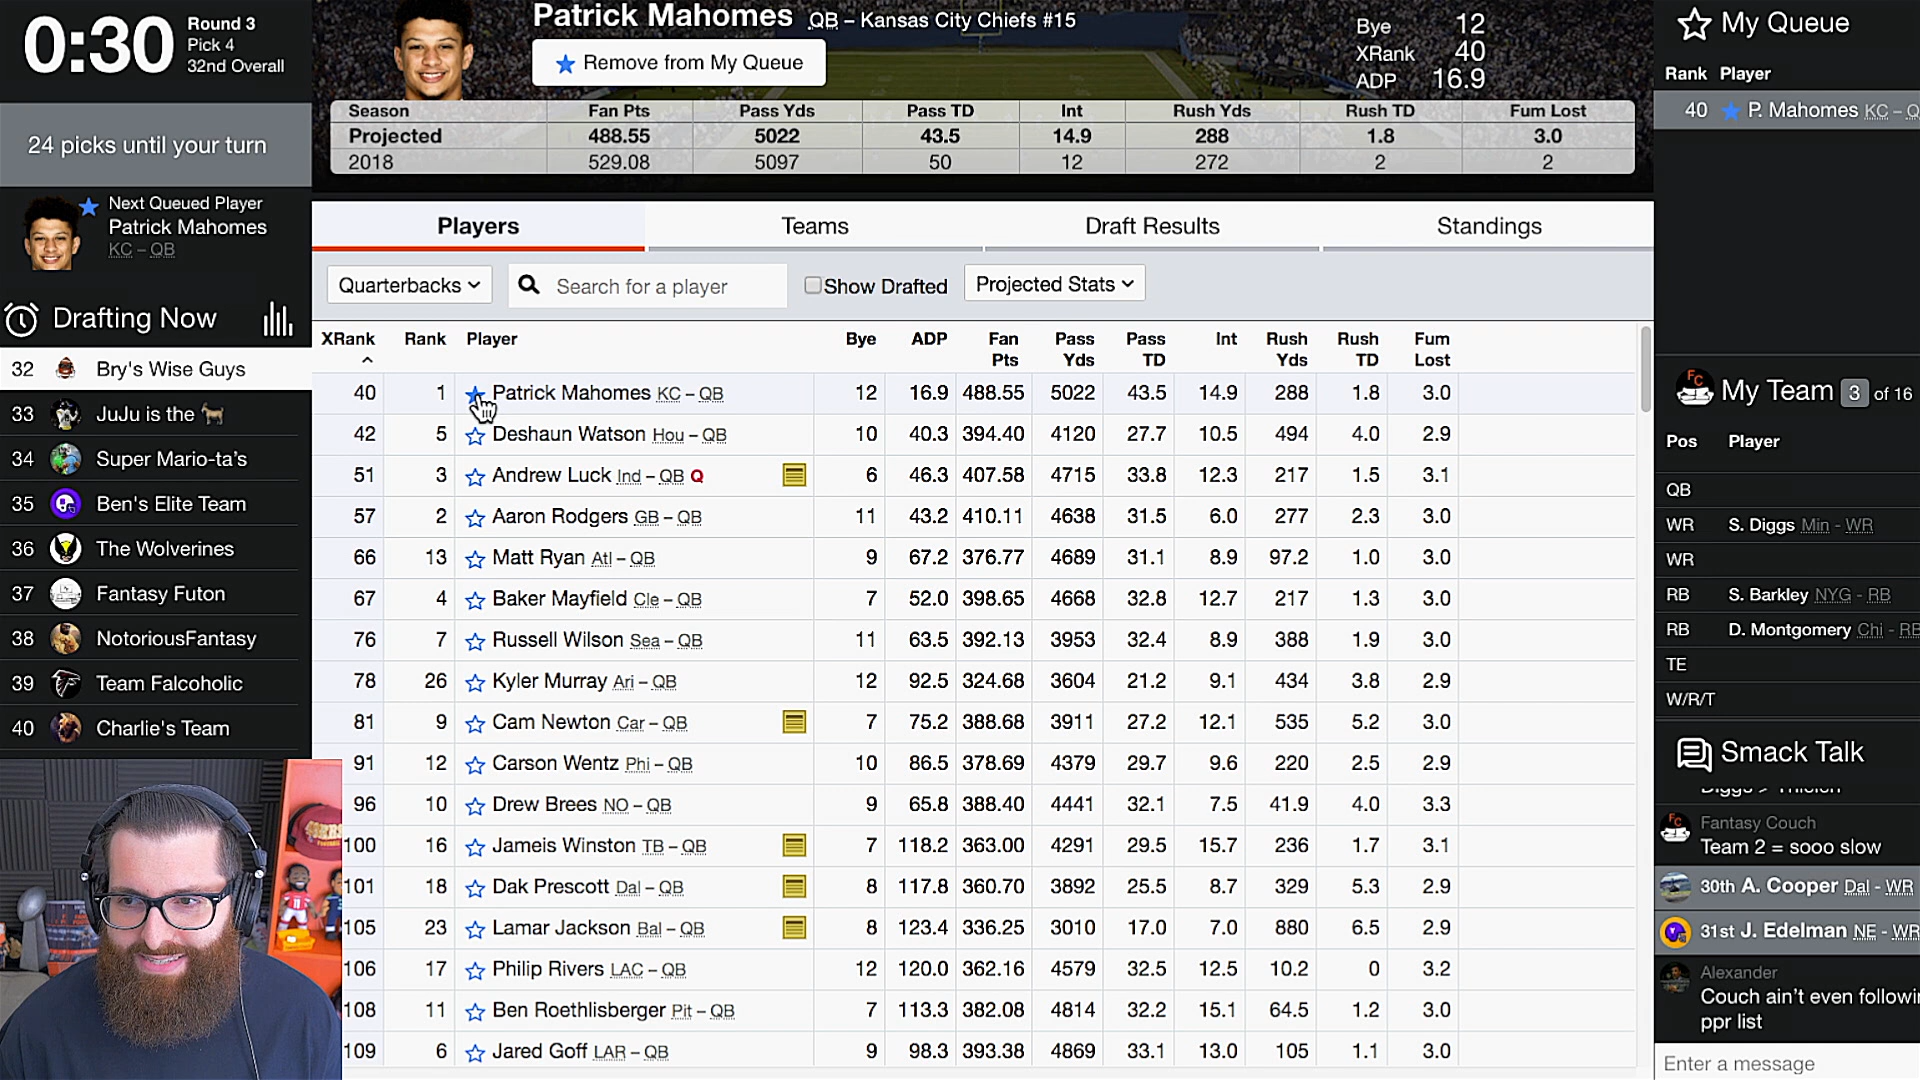 0:30
Round 3
Pick 4
32nd Overall
24 picks until your turn
Next Queued Player
Patrick Mahomes
KC – QB
Drafting Now
32 Bry's Wise Guys
33 JuJu is the 🐐
34 Super Mario-ta's
35 Ben's Elite Team
36 The Wolverines
37 Fantasy Futon
38 NotoriousFantasy
39 Team Falcoholic
40 Charlie's Team
Patrick Mahomes QB – Kansas City Chiefs #15
Remove from My Queue
Bye 12
XRank 40
ADP 16.9
Season Fan Pts Pass Yds Pass TD Int Rush Yds Rush TD Fum Lost
Projected 488.55 5022 43.5 14.9 288 1.8 3.0
2018 529.08 5097 50 12 272 2 2
Players Teams Draft Results Standings
Quarterbacks Search for a player Show Drafted Projected Stats
XRank Rank Player Bye ADP Fan Pts Pass Yds Pass TD Int Rush Yds Rush TD Fum Lost
40 1 Patrick Mahomes KC – QB 12 16.9 488.55 5022 43.5 14.9 288 1.8 3.0
42 5 Deshaun Watson Hou – QB 10 40.3 394.40 4120 27.7 10.5 494 4.0 2.9
51 3 Andrew Luck Ind – QB Q 6 46.3 407.58 4715 33.8 12.3 217 1.5 3.1
57 2 Aaron Rodgers GB – QB 11 43.2 410.11 4638 31.5 6.0 277 2.3 3.0
66 13 Matt Ryan Atl – QB 9 67.2 376.77 4689 31.1 8.9 97.2 1.0 3.0
67 4 Baker Mayfield Cle – QB 7 52.0 398.65 4668 32.8 12.7 217 1.3 3.0
76 7 Russell Wilson Sea – QB 11 63.5 392.13 3953 32.4 8.9 388 1.9 3.0
78 26 Kyler Murray Ari – QB 12 92.5 324.68 3604 21.2 9.1 434 3.8 2.9
81 9 Cam Newton Car – QB 7 75.2 388.68 3911 27.2 12.1 535 5.2 3.0
91 12 Carson Wentz Phi – QB 10 86.5 378.69 4379 29.7 9.6 220 2.5 2.9
96 10 Drew Brees NO – QB 9 65.8 388.40 4441 32.1 7.5 41.9 4.0 3.3
100 16 Jameis Winston TB – QB 7 118.2 363.00 4291 29.5 15.7 236 1.7 3.1
101 18 Dak Prescott Dal – QB 8 117.8 360.70 3892 25.5 8.7 329 5.3 2.9
105 23 Lamar Jackson Bal – QB 8 123.4 336.25 3010 17.0 7.0 880 6.5 2.9
106 17 Philip Rivers LAC – QB 12 120.0 362.16 4579 32.5 12.5 10.2 0 3.2
108 11 Ben Roethlisberger Pit – QB 7 113.3 382.08 4814 32.2 15.1 64.5 1.2 3.0
109 6 Jared Goff LAR – QB 9 98.3 393.38 4869 33.1 13.0 105 1.1 3.0
My Queue
Rank Player
40 P. Mahomes KC – Q
My Team 3 of 16
Pos Player
QB
WR S. Diggs Min - WR
WR
RB S. Barkley NYG - RB
RB D. Montgomery Chi - RB
TE
W/R/T
Smack Talk
Diggs > Thielen
Fantasy Couch
Team 2 = sooo slow
30th A. Cooper Dal - WR
31st J. Edelman NE - WR
Alexander
Couch ain't even followin
ppr list
Enter a message